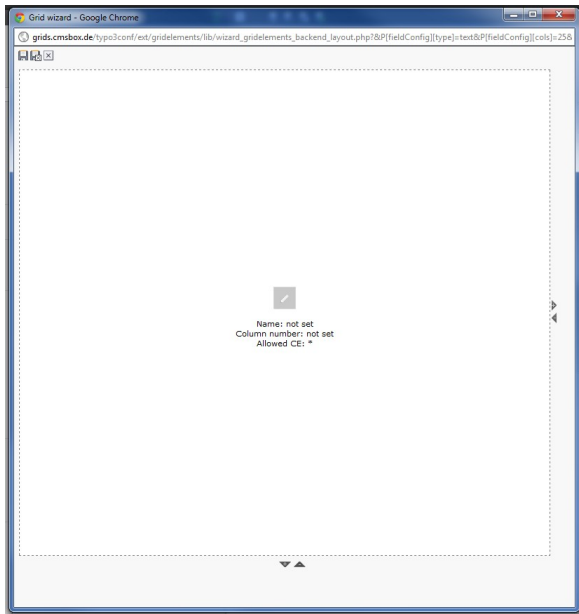 Grid wizard - Google Chrome
grids.cmsbox.de/typo3conf/ext/gridelements/lib/wizard_gridelements_backend_layout.php?&P[fieldConfig][type]=text&P[fieldConfig][cols]=25&
Name: not set
Column number: not set
Allowed CE: *